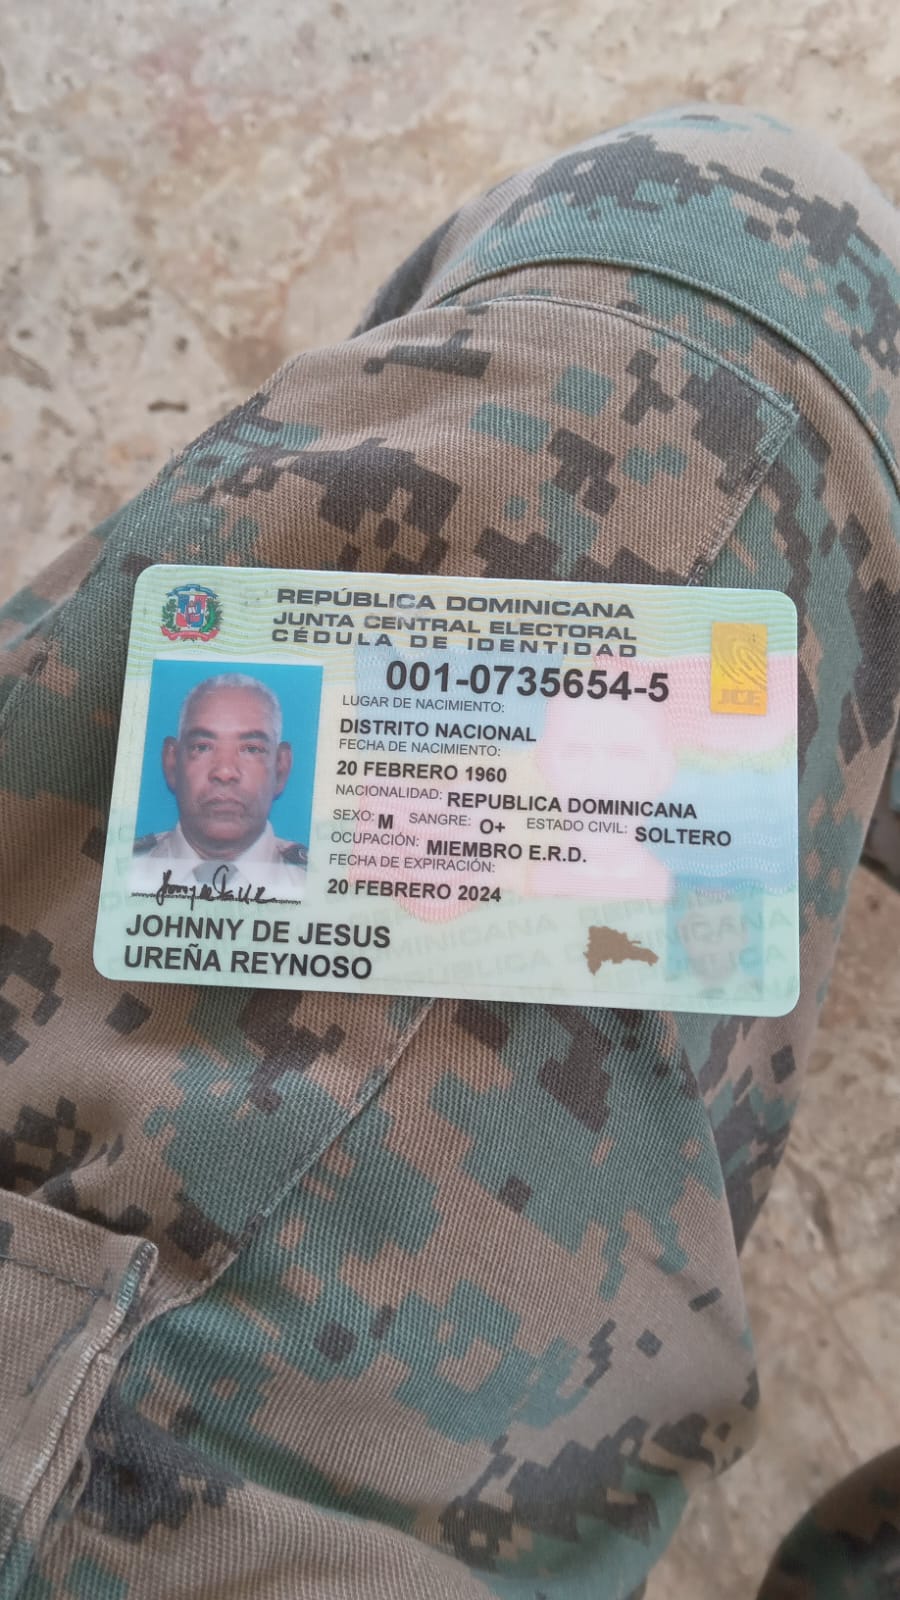 REPÚBLICA DOMINICANA
JUNTA CENTRAL ELECTORAL
CÉDULA DE IDENTIDAD
001-0735654-5
JCE
LUGAR DE NACIMIENTO:
DISTRITO NACIONAL
FECHA DE NACIMIENTO:
20 FEBRERO 1960
NACIONALIDAD: REPUBLICA DOMINICANA
SEXO: M SANGRE: O+ ESTADO CIVIL: SOLTERO
OCUPACIÓN: MIEMBRO E.R.D.
FECHA DE EXPIRACIÓN:
20 FEBRERO 2024
JOHNNY DE JESUS
UREÑA REYNOSO